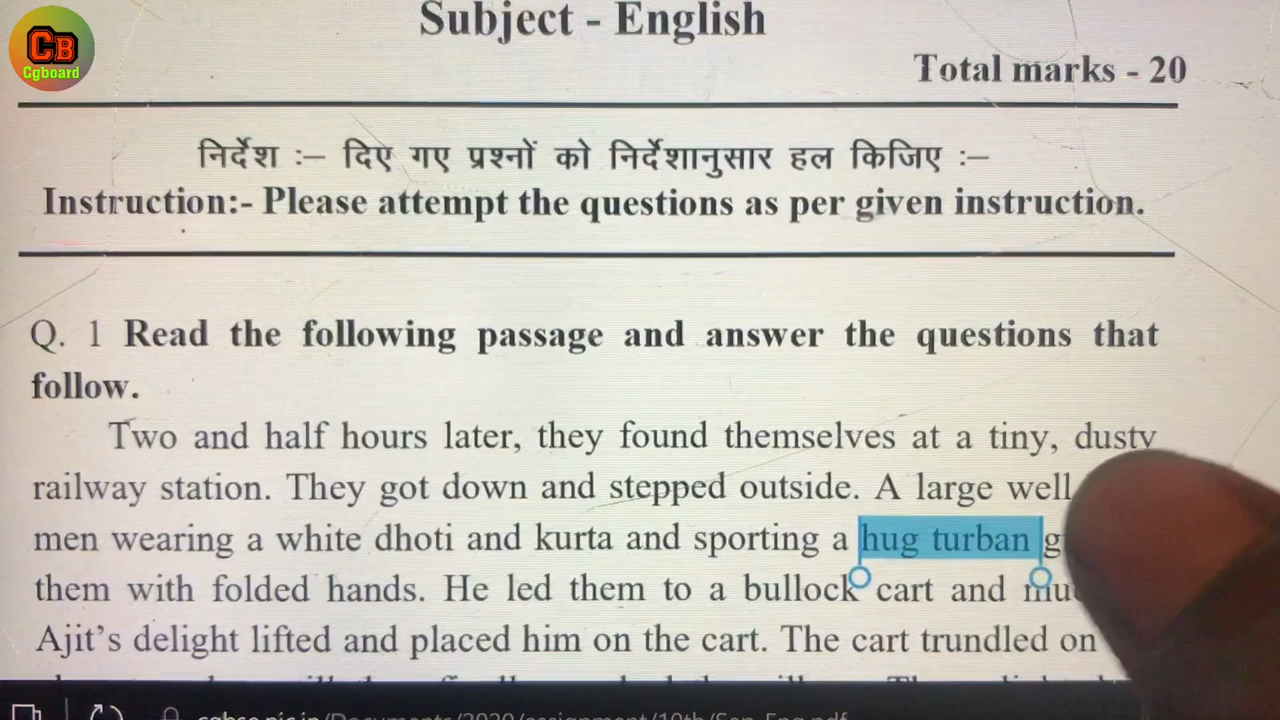 CB
Cgboard
Subject - English
Total marks - 20
निर्देश :– दिए गए प्रश्नों को निर्देशानुसार हल किजिए :–
Instruction:- Please attempt the questions as per given instruction.
Q. 1 Read the following passage and answer the questions that
follow.
Two and half hours later, they found themselves at a tiny, dusty
railway station. They got down and stepped outside. A large well
men wearing a white dhoti and kurta and sporting a hug turban
them with folded hands. He led them to a bullock cart and
Ajit's delight lifted and placed him on the cart. The cart trundled on